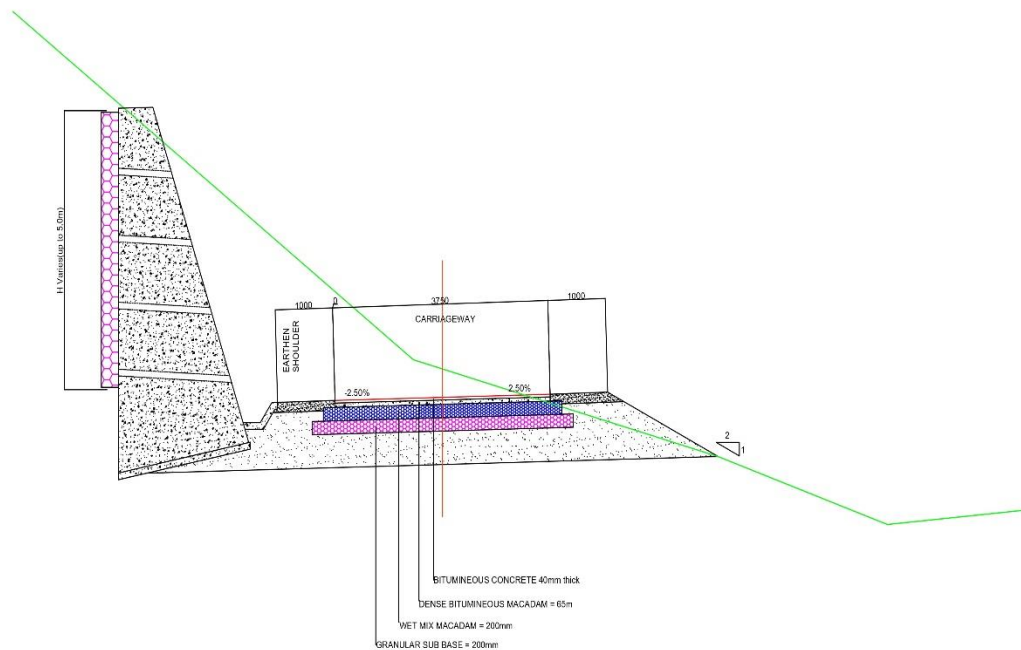 H Varies(up to 5.0m)
1000
0
3750
1000
CARRIAGEWAY
EARTHEN
SHOULDER
-2.50%
2.50%
2
1
BITUMINEOUS CONCRETE 40mm thick
DENSE BITUMINEOUS MACADAM = 65m
WET MIX MACADAM = 200mm
GRANULAR SUB BASE = 200mm